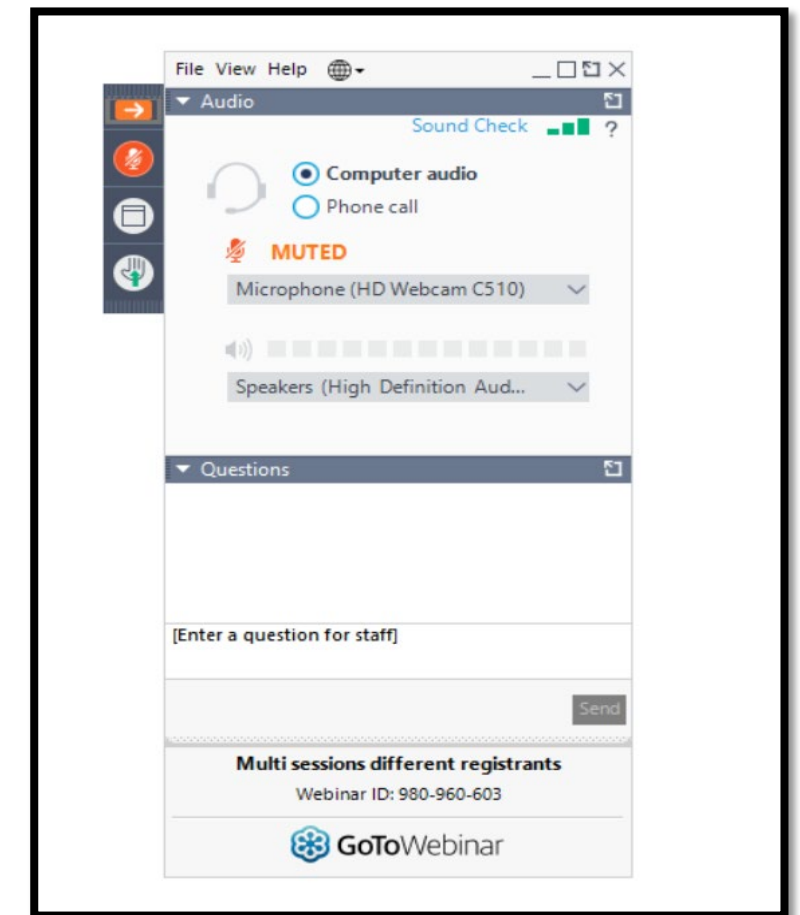 File View Help
Audio
Sound Check ?
Computer audio
Phone call
MUTED
Microphone (HD Webcam C510)
Speakers (High Definition Aud...
Questions
[Enter a question for staff]
Send
Multi sessions different registrants
Webinar ID: 980-960-603
GoToWebinar